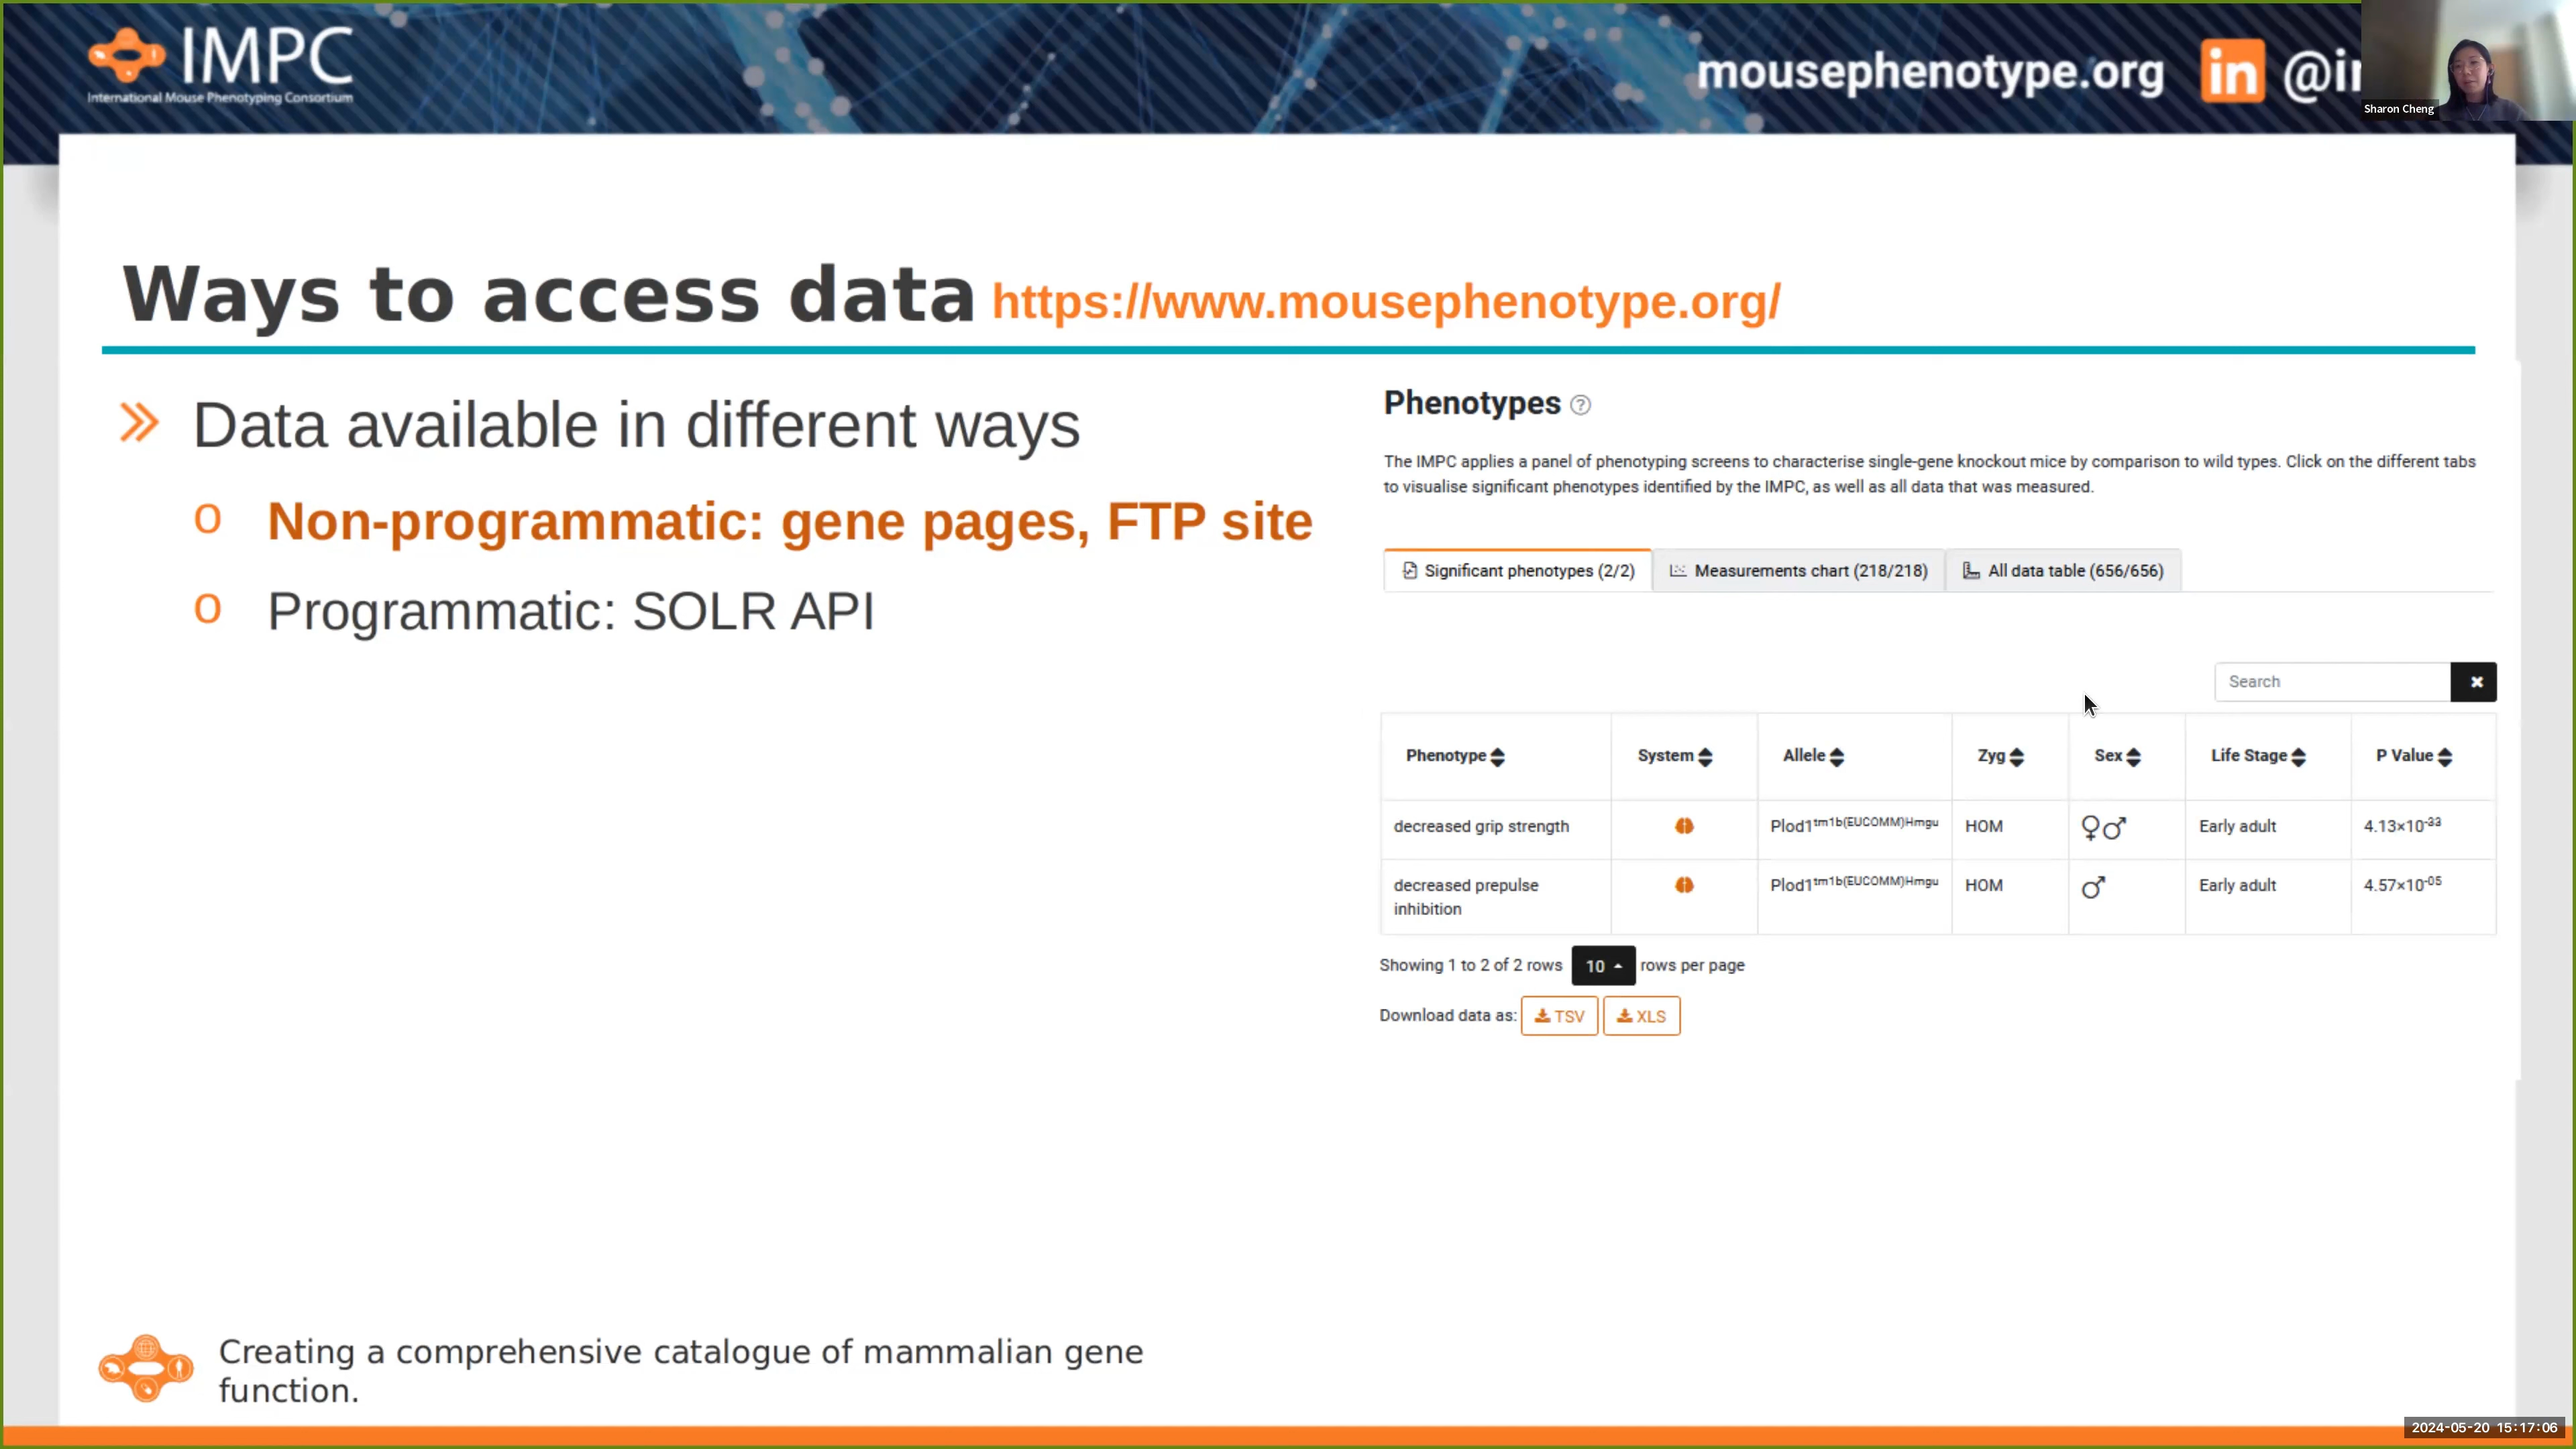 IMPC
International Mouse Phenotyping Consortium
mousephenotype.org in @i
Sharon Cheng
Ways to access data https://www.mousephenotype.org/
Data available in different ways
o Non-programmatic: gene pages, FTP site
o Programmatic: SOLR API
Phenotypes ?
The IMPC applies a panel of phenotyping screens to characterise single-gene knockout mice by comparison to wild types. Click on the different tabs
to visualise significant phenotypes identified by the IMPC, as well as all data that was measured.
Significant phenotypes (2/2) Measurements chart (218/218) All data table (656/656)
Search
Phenotype System Allele Zyg Sex Life Stage P Value
decreased grip strength Plod1tm1b(EUCOMM)Hmgu HOM ♀♂ Early adult 4.13×10-33
decreased prepulse Plod1tm1b(EUCOMM)Hmgu HOM ♂ Early adult 4.57×10-05
inhibition
Showing 1 to 2 of 2 rows 10 rows per page
Download data as: TSV XLS
Creating a comprehensive catalogue of mammalian gene
function.
2024-05-20 15:17:06